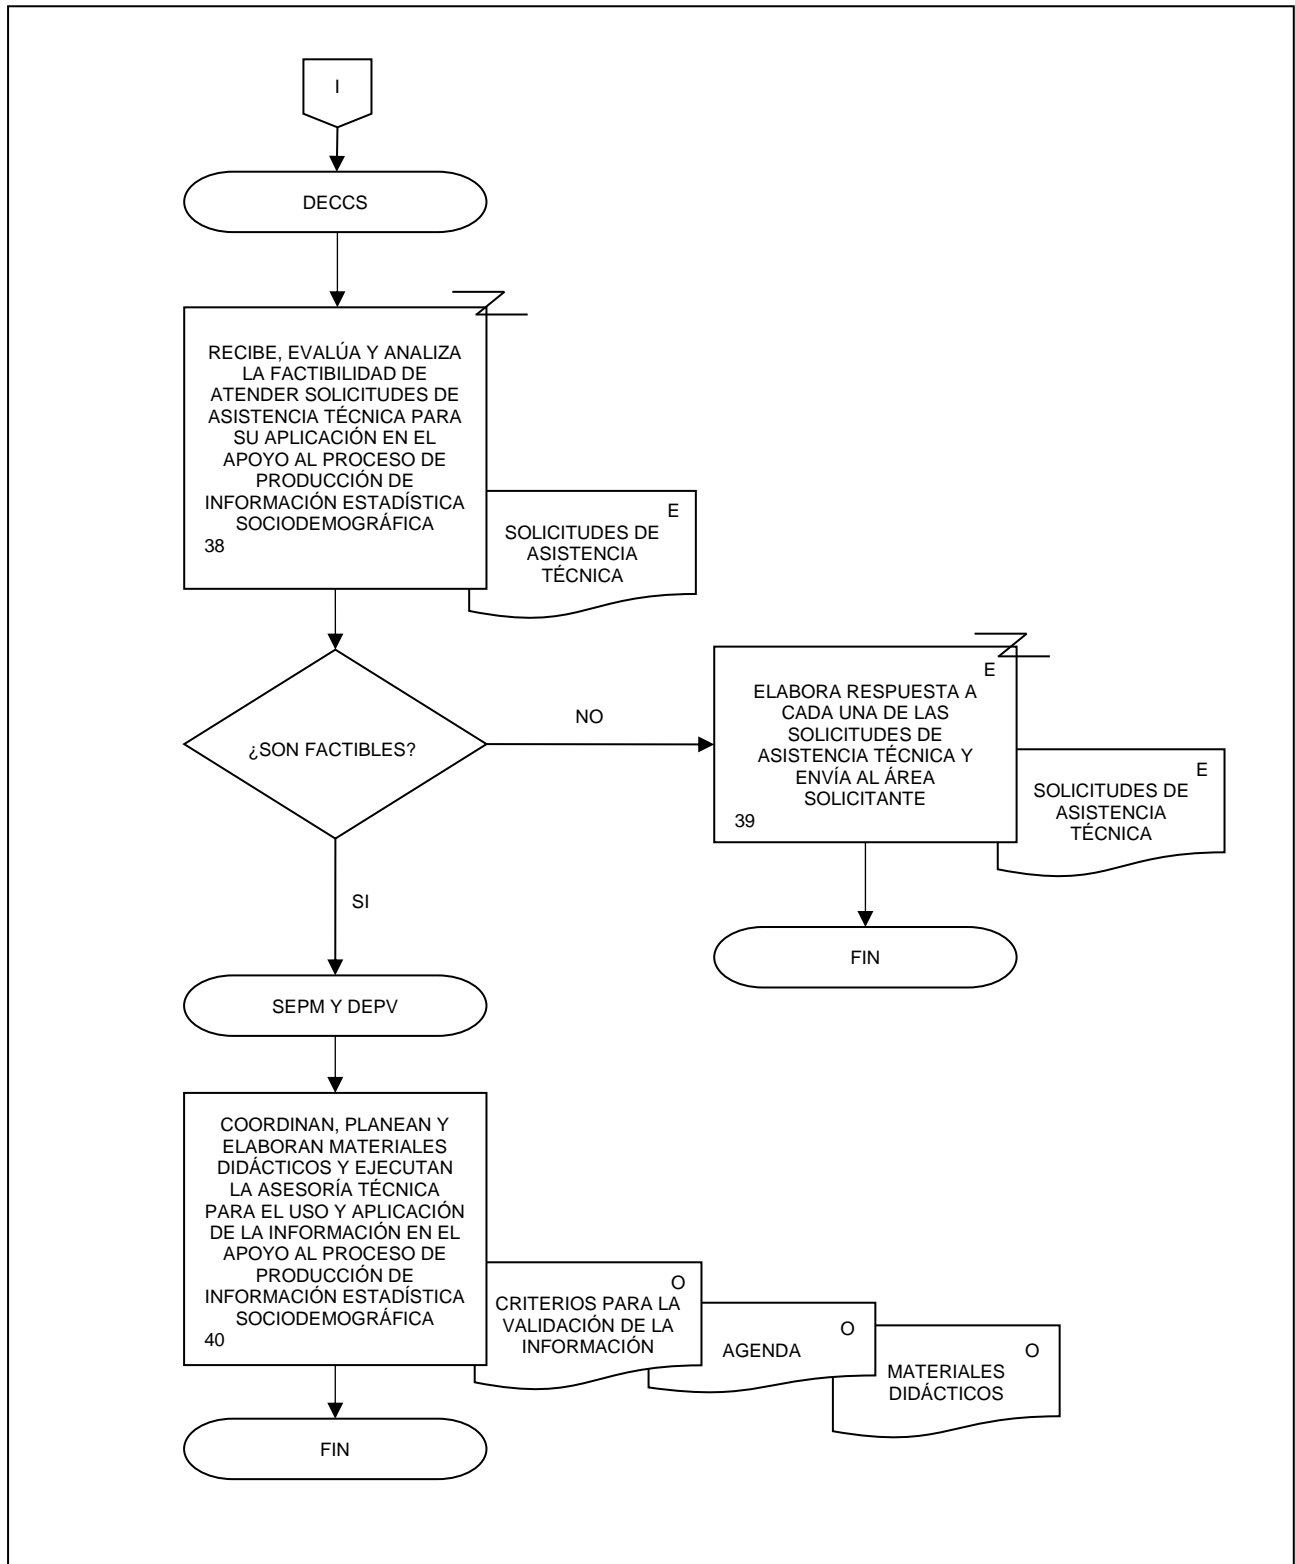 I
DECCS
RECIBE, EVALÚA Y ANALIZA
LA FACTIBILIDAD DE
ATENDER SOLICITUDES DE
ASISTENCIA TÉCNICA PARA
SU APLICACIÓN EN EL
APOYO AL PROCESO DE
PRODUCCIÓN DE
INFORMACIÓN ESTADÍSTICA
SOCIODEMOGRÁFICA
38
E
SOLICITUDES DE
ASISTENCIA
TÉCNICA
¿SON FACTIBLES?
NO
E
ELABORA RESPUESTA A
CADA UNA DE LAS
SOLICITUDES DE
ASISTENCIA TÉCNICA Y
ENVÍA AL ÁREA
SOLICITANTE
39
E
SOLICITUDES DE
ASISTENCIA
TÉCNICA
FIN
SI
SEPM Y DEPV
COORDINAN, PLANEAN Y
ELABORAN MATERIALES
DIDÁCTICOS Y EJECUTAN
LA ASESORÍA TÉCNICA
PARA EL USO Y APLICACIÓN
DE LA INFORMACIÓN EN EL
APOYO AL PROCESO DE
PRODUCCIÓN DE
INFORMACIÓN ESTADÍSTICA
SOCIODEMOGRÁFICA
40
O
CRITERIOS PARA LA
VALIDACIÓN DE LA
INFORMACIÓN
O
AGENDA
O
MATERIALES
DIDÁCTICOS
FIN